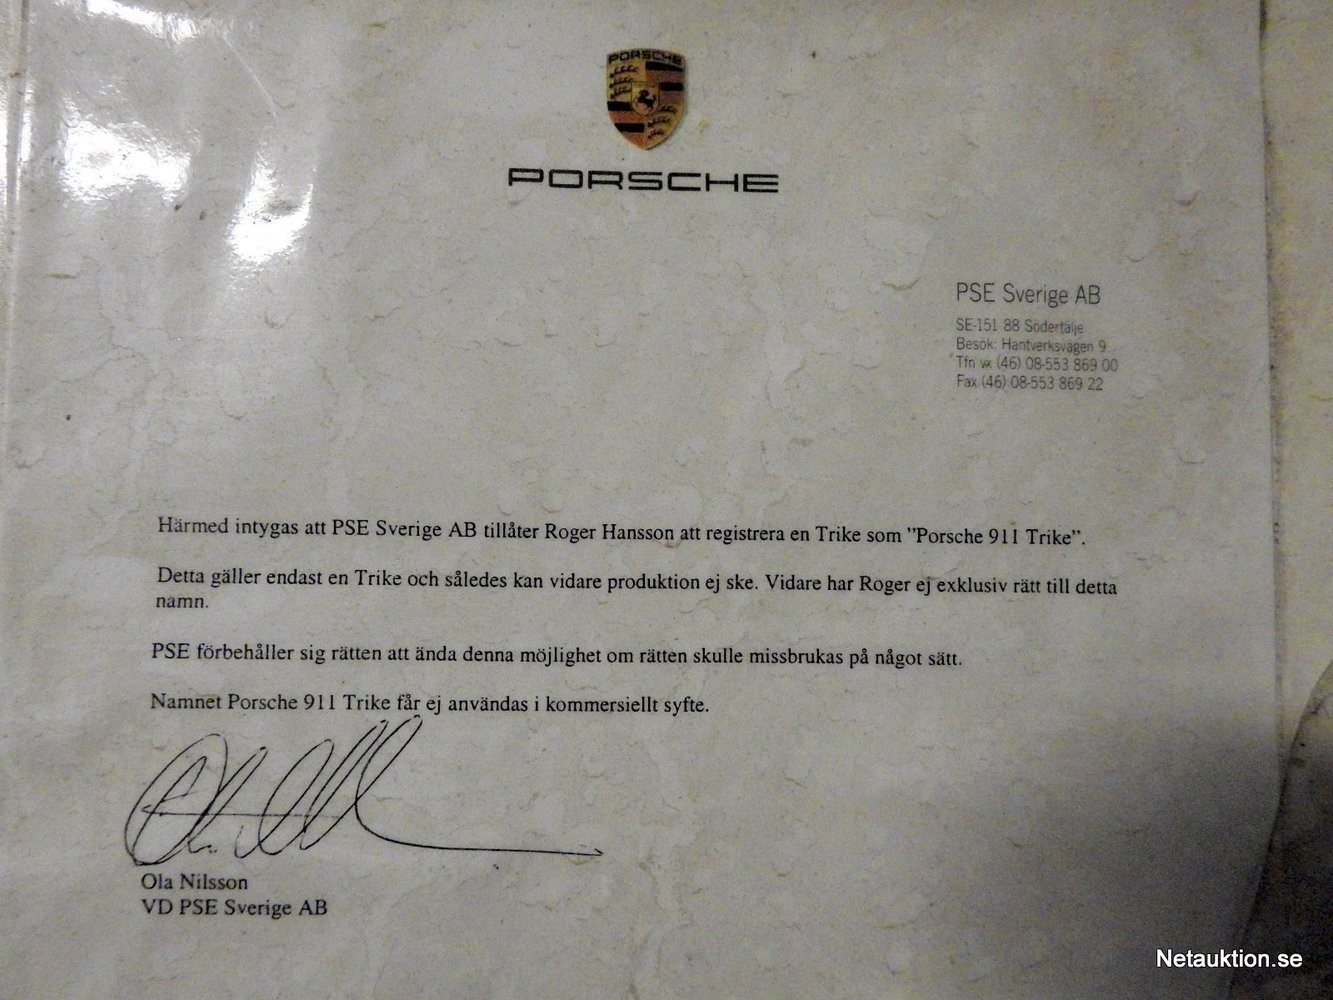 PORSCHE
PORSCHE
PSE Sverige AB
SE-151 88 Södertälje
Besök: Hantverksvägen 9
Tfn vx (46) 08-553 869 00
Fax (46) 08-553 869 22
Härmed intygas att PSE Sverige AB tillåter Roger Hansson att registrera en Trike som ”Porsche 911 Trike”.
Detta gäller endast en Trike och således kan vidare produktion ej ske. Vidare har Roger ej exklusiv rätt till detta
namn.
PSE förbehåller sig rätten att ända denna möjlighet om rätten skulle missbrukas på något sätt.
Namnet Porsche 911 Trike får ej användas i kommersiellt syfte.
Ola Nilsson
VD PSE Sverige AB
Netauktion.se